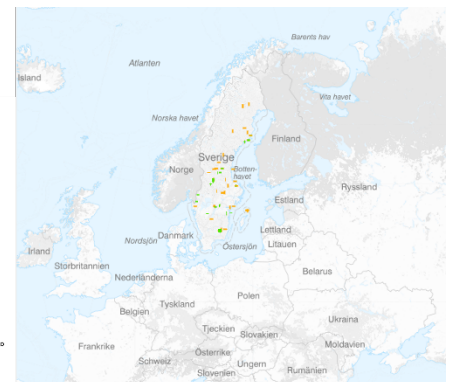 Barents hav
Atlanten
Island
Vita havet
Norska havet
Finland
Sverige
Norge
Botten-
havet
Ryssland
Estland
Lettland
Danmark
Nordsjön
Östersjön
Litauen
Irland
Storbritannien
Nederländerna
Belarus
Polen
Belgien
Tyskland
Ukraina
Tjeckien
Slovakien
Moldavien
Frankrike
Österrike
Schweiz
Ungern
Slovenien
Rumänien